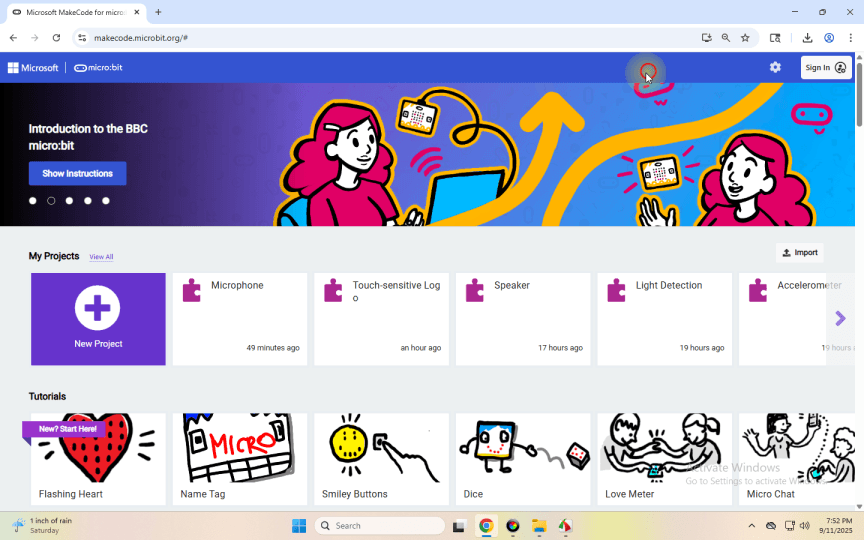 Microsoft MakeCode for micro:
makecode.microbit.org/#
Microsoft
micro:bit
Sign In
Introduction to the BBC
micro:bit
Show Instructions
My Projects
View All
Import
New Project
Microphone
49 minutes ago
Touch-sensitive Log
o
an hour ago
Speaker
17 hours ago
Light Detection
19 hours ago
Accelerometer
19 hours a
Tutorials
New? Start Here!
MICRO
Flashing Heart
Name Tag
Smiley Buttons
Dice
Love Meter
Micro Chat
Activate Windows
Go to Settings to activate Windows.
1 inch of rain
Saturday
Search
7:52 PM
9/11/2025